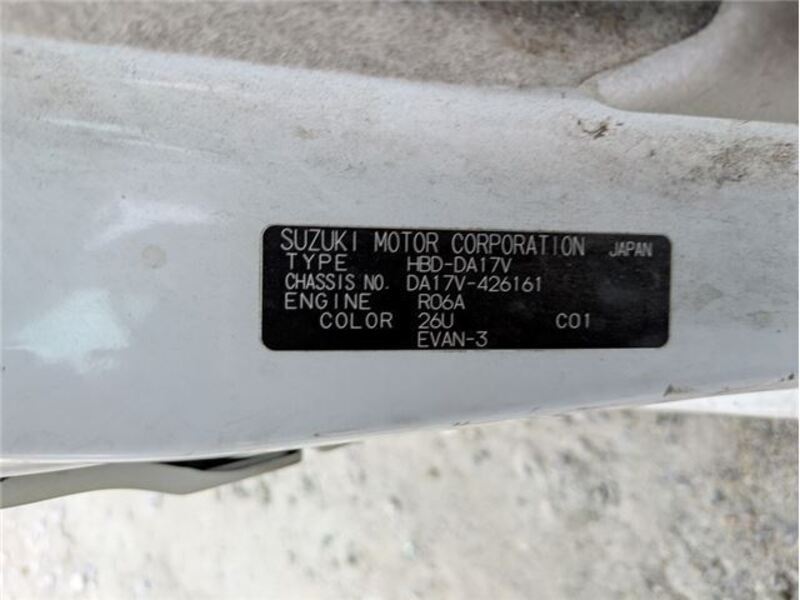 SUZUKI MOTOR CORPORATION JAPAN
TYPE HBD-DA17V
CHASSIS NO. DA17V-426161
ENGINE R06A
COLOR 26U C01
EVAN-3